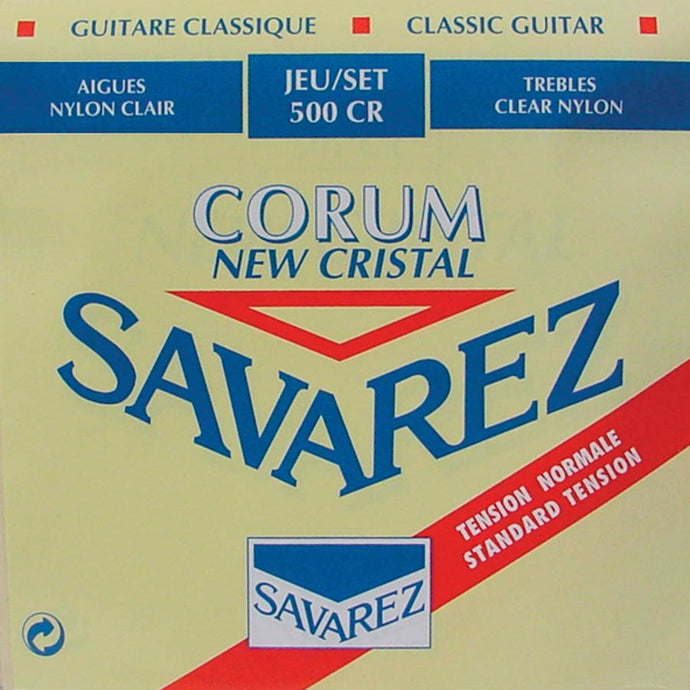 GUITARE CLASSIQUE
CLASSIC GUITAR
AIGUES
NYLON CLAIR
JEU/SET
500 CR
TREBLES
CLEAR NYLON
CORUM
NEW CRISTAL
SAVAREZ
TENSION NORMALE
STANDARD TENSION
SAVAREZ